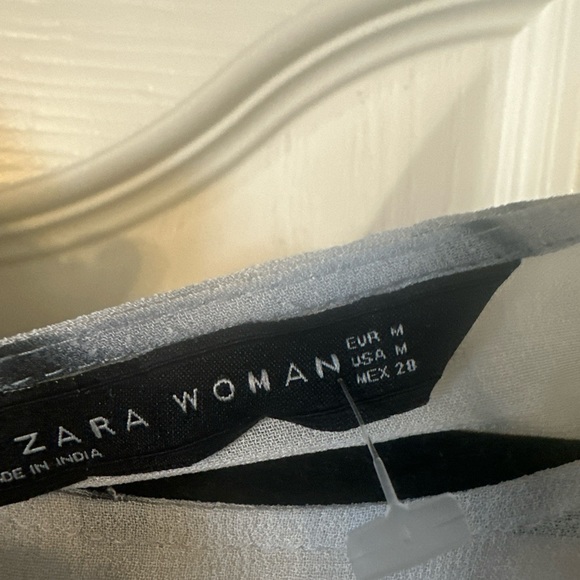 ZARA WOMAN
DE IN INDIA
EUR M
USA M
MEX 28